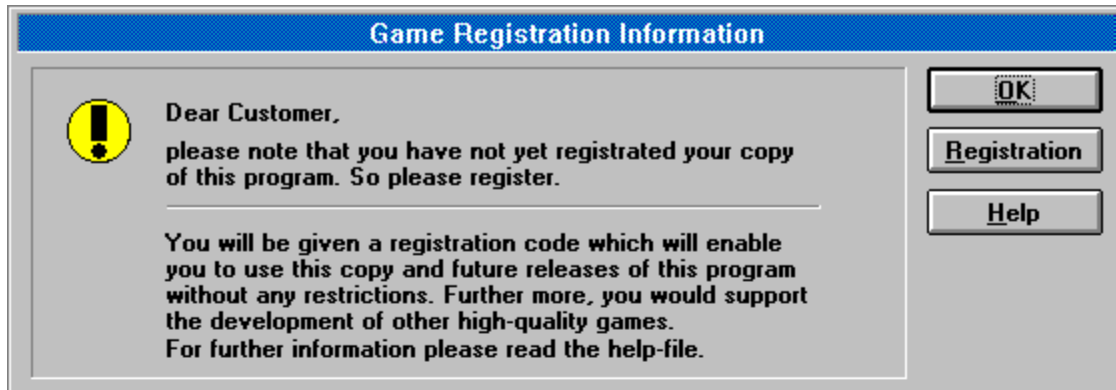 Game Registration Information
Dear Customer,
please note that you have not yet registrated your copy
of this program. So please register.
You will be given a registration code which will enable
you to use this copy and future releases of this program
without any restrictions. Further more, you would support
the development of other high-quality games.
For further information please read the help-file.
OK
Registration
Help